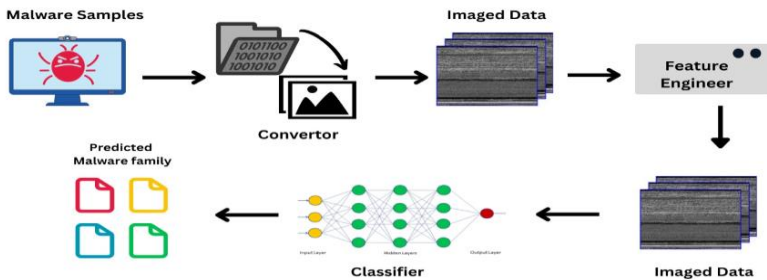 Malware Samples
Imaged Data
0101100
1001010
1001010
Feature
Engineer
Convertor
Predicted
Malware family
Input Layer
Hidden Layers
Output Layer
Classifier
Imaged Data